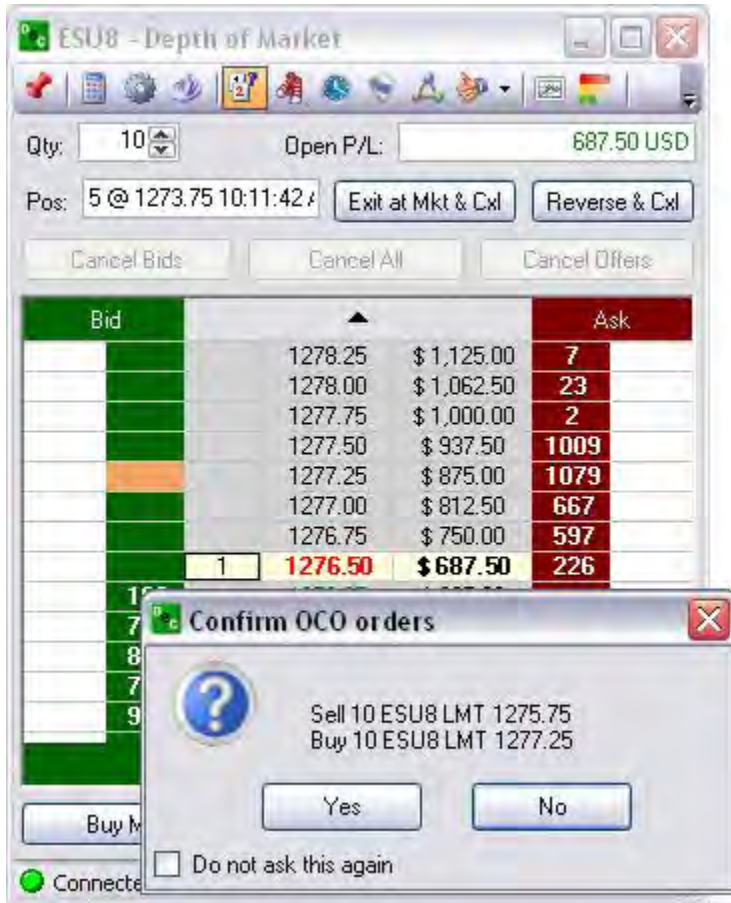 ESU8 - Depth of Market
Qty: 10 Open P/L: 687.50 USD
Pos: 5 @ 1273.75 10:11:42 Exit at Mkt & Cxl Reverse & Cxl
Cancel Bids Cancel All Cancel Offers
Bid Ask
1278.25 $ 1,125.00 7
1278.00 $ 1,062.50 23
1277.75 $ 1,000.00 2
1277.50 $ 937.50 1009
1277.25 $ 875.00 1079
1277.00 $ 812.50 667
1276.75 $ 750.00 597
1 1276.50 $ 687.50 226
Confirm OCO orders
Sell 10 ESU8 LMT 1275.75
Buy 10 ESU8 LMT 1277.25
Yes No
Do not ask this again
Buy M
Connecte